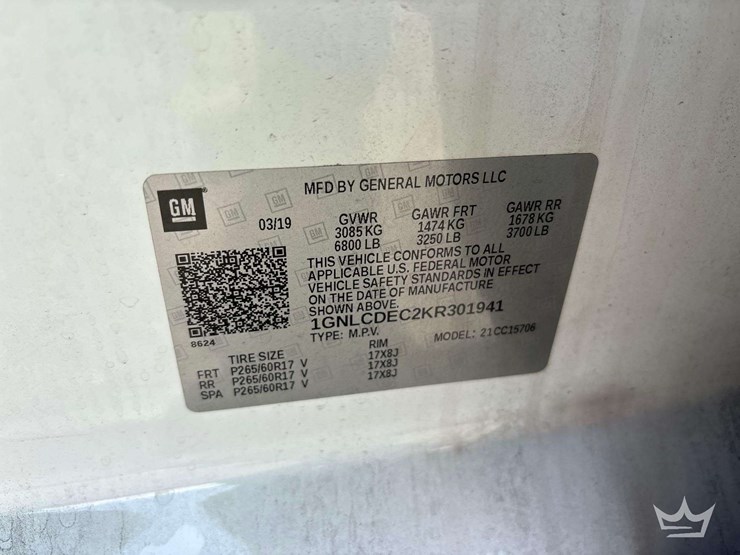 GM
MFD BY GENERAL MOTORS LLC
03/19
GVWR GAWR FRT GAWR RR
3085 KG 1474 KG 1678 KG
6800 LB 3250 LB 3700 LB
THIS VEHICLE CONFORMS TO ALL
APPLICABLE U.S. FEDERAL MOTOR
VEHICLE SAFETY STANDARDS IN EFFECT
ON THE DATE OF MANUFACTURE
SHOWN ABOVE.
1GNLCDEC2KR301941
TYPE: M.P.V. MODEL: 21CC15706
8624
TIRE SIZE RIM
FRT P265/60R17 V 17X8J
RR P265/60R17 V 17X8J
SPA P265/60R17 V 17X8J